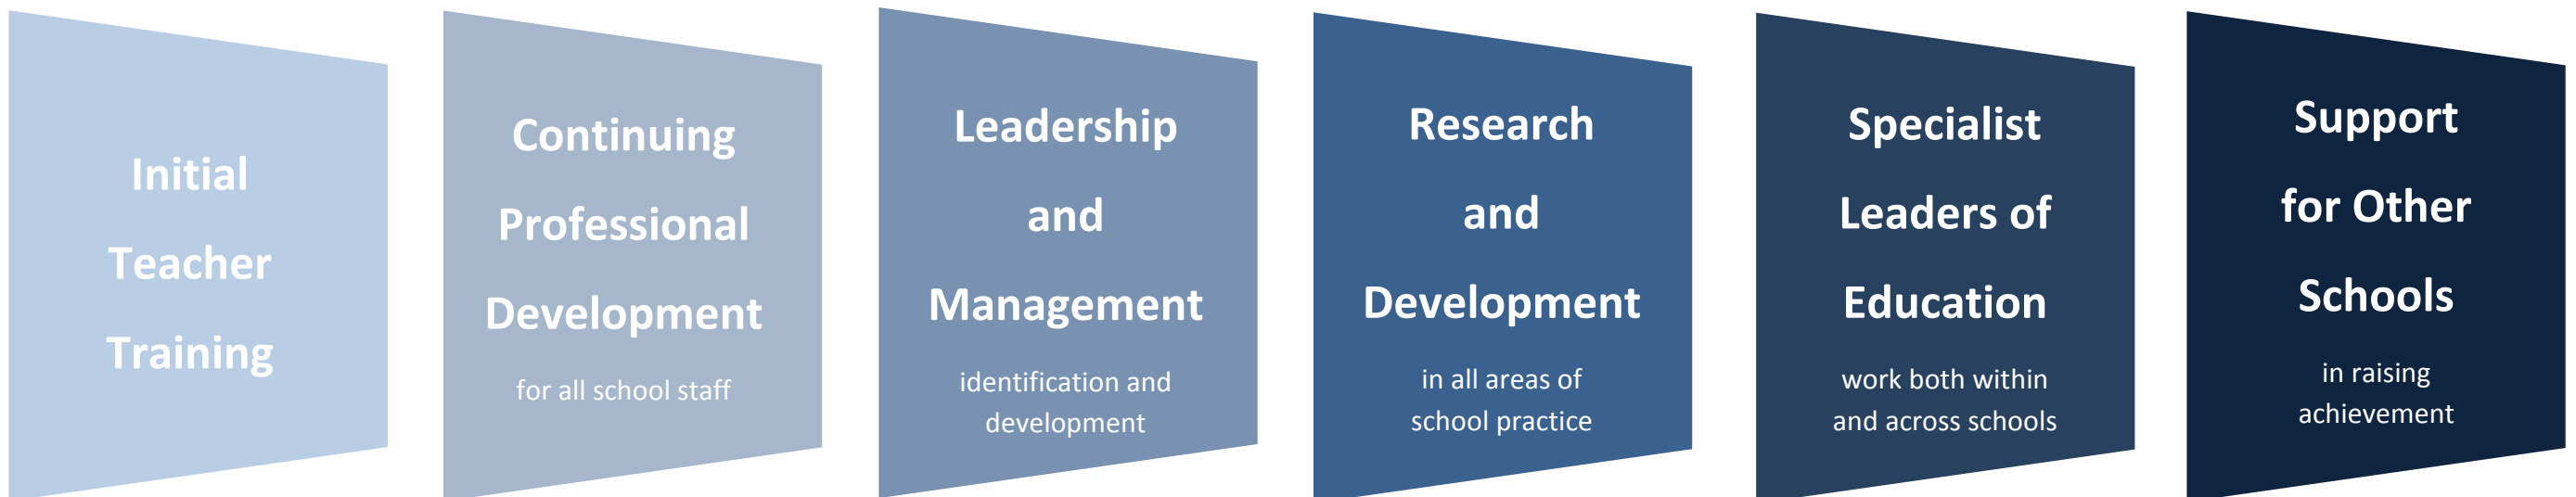 Initial
Teacher
Training
Continuing
Professional
Development
for all school staff
Leadership
and
Management
identification and
development
Research
and
Development
in all areas of
school practice
Specialist
Leaders of
Education
work both within
and across schools
Support
for Other
Schools
in raising
achievement